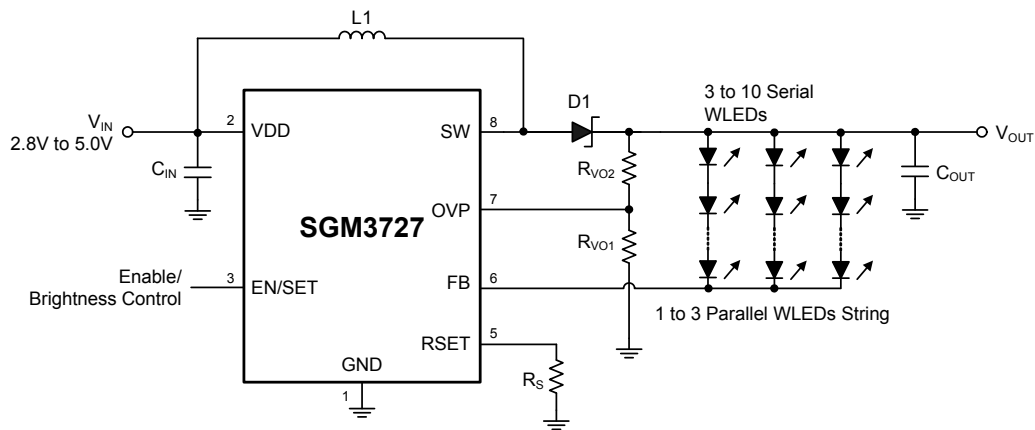 L1
V_IN
2.8V to 5.0V
C_IN
2
VDD
SW
8
D1
3 to 10 Serial
WLEDs
V_OUT
C_OUT
R_VO2
OVP
7
SGM3727
R_VO1
Enable/
Brightness Control
3
EN/SET
FB
6
1 to 3 Parallel WLEDs String
RSET
5
GND
1
R_S